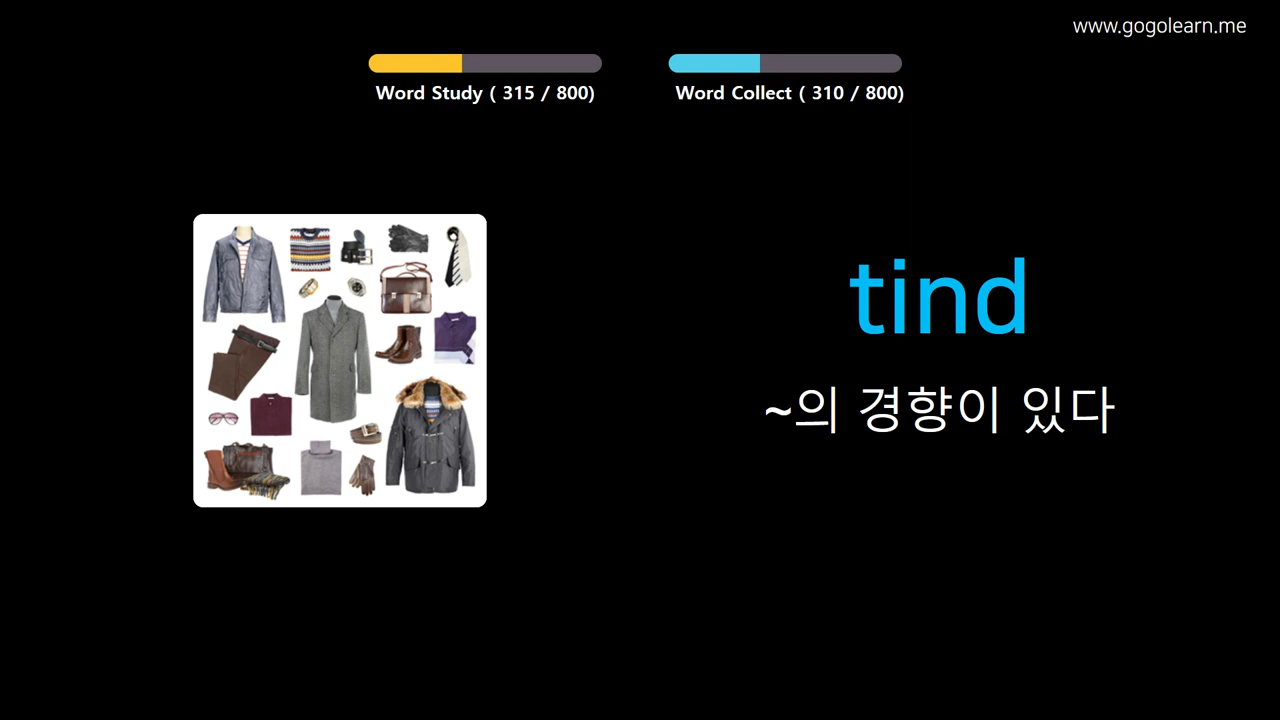 www.gogolearn.me
Word Study ( 315 / 800)
Word Collect ( 310 / 800)
tind
~의 경향이 있다